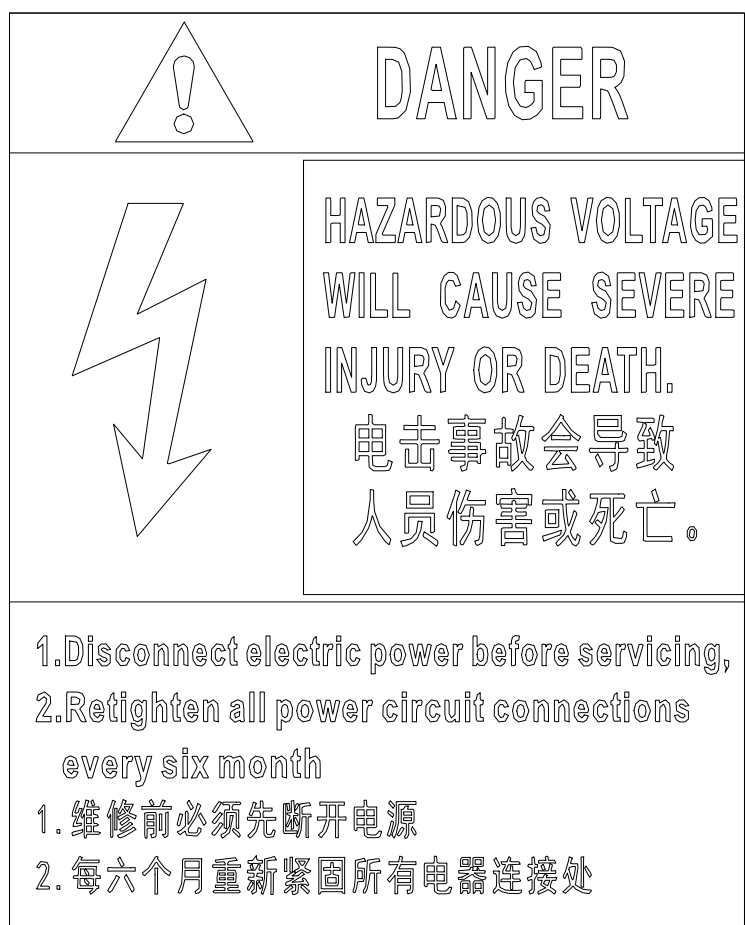 DANGER
HAZARDOUS VOLTAGE
WILL CAUSE SEVERE
INJURY OR DEATH.
电击事故会导致
人员伤害或死亡。
1.Disconnect electric power before servicing,
2.Retighten all power circuit connections
every six month
1.维修前必须先断开电源
2.每六个月重新紧固所有电器连接处